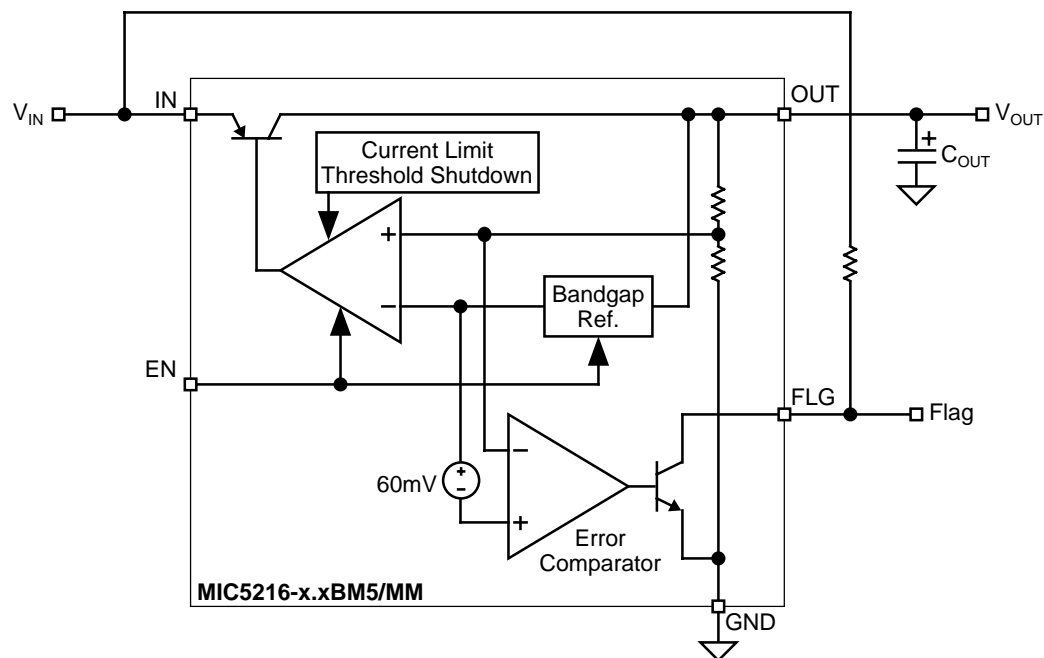 V_IN
IN
OUT
V_OUT
Current Limit
Threshold Shutdown
+
C_OUT
+
−
Bandgap
Ref.
EN
FLG
Flag
−
60mV
+
−
+
Error
Comparator
MIC5216-x.xBM5/MM
GND